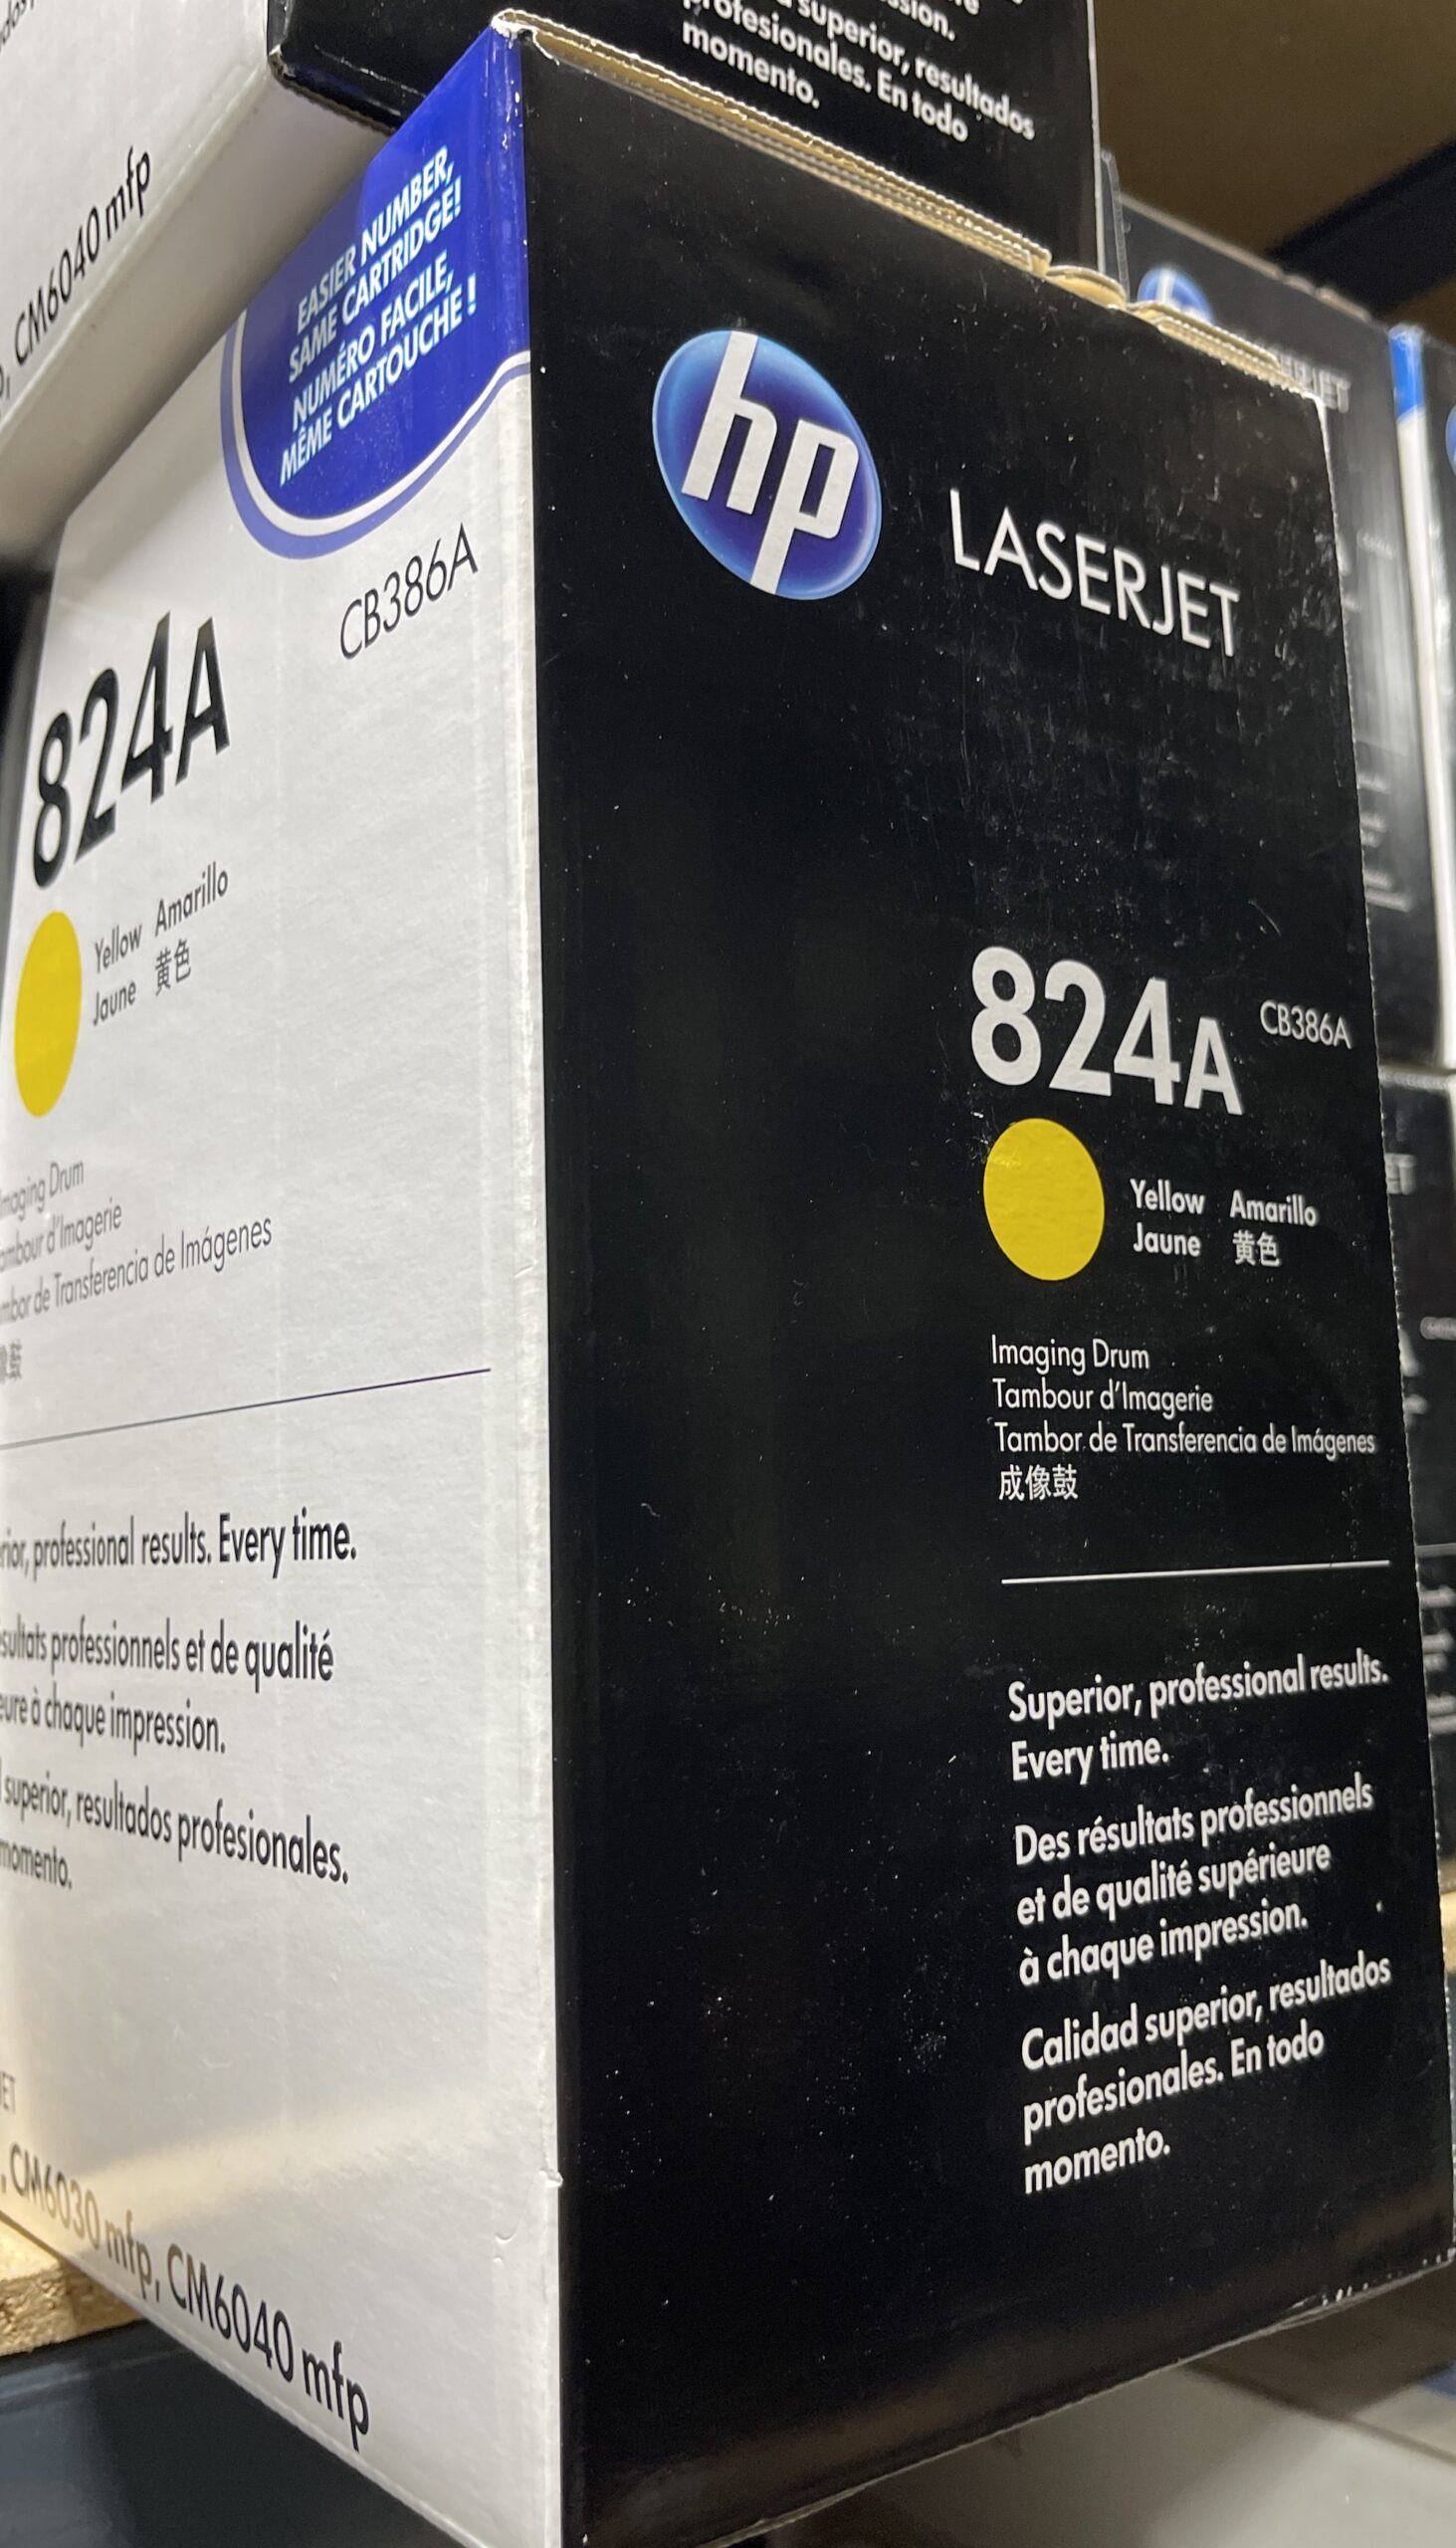 superior, resultados
profesionales. En todo
momento.
CM6040 mfp
EASIER NUMBER,
SAME CARTRIDGE!
NUMÉRO FACILE,
MÊME CARTOUCHE !
CB386A
824A
Yellow Amarillo
Jaune 黄色
Imaging Drum
d'Imagerie
de Transferencia de Imágenes
鼓
professional results. Every time.
professionnels et de qualité
à chaque impression.
superior, resultados profesionales.
momento.
CM6030 mfp, CM6040 mfp
hp LASERJET
824A CB386A
Yellow Amarillo
Jaune 黄色
Imaging Drum
Tambour d'Imagerie
Tambor de Transferencia de Imágenes
成像鼓
Superior, professional results.
Every time.
Des résultats professionnels
et de qualité supérieure
à chaque impression.
Calidad superior, resultados
profesionales. En todo
momento.